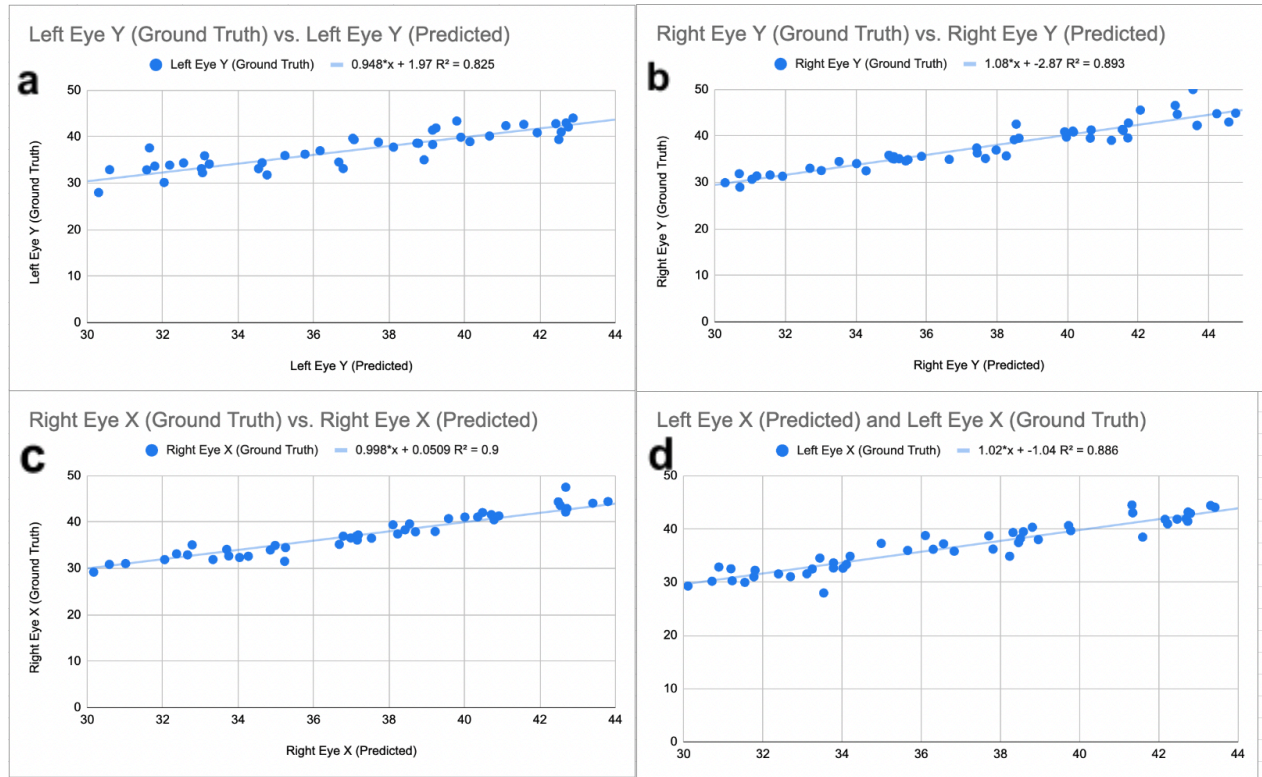 Left Eye Y (Ground Truth) vs. Left Eye Y (Predicted)
a
Left Eye Y (Ground Truth) 0.948*x + 1.97 R² = 0.825
Left Eye Y (Ground Truth)
50
40
30
20
10
0
30 32 34 36 38 40 42 44
Left Eye Y (Predicted)
Right Eye Y (Ground Truth) vs. Right Eye Y (Predicted)
b
Right Eye Y (Ground Truth) 1.08*x + -2.87 R² = 0.893
Right Eye Y (Ground Truth)
50
40
30
20
10
0
30 32 34 36 38 40 42 44
Right Eye Y (Predicted)
Right Eye X (Ground Truth) vs. Right Eye X (Predicted)
c
Right Eye X (Ground Truth) 0.998*x + 0.0509 R² = 0.9
Right Eye X (Ground Truth)
50
40
30
20
10
0
30 32 34 36 38 40 42 44
Right Eye X (Predicted)
Left Eye X (Predicted) and Left Eye X (Ground Truth)
d
Left Eye X (Ground Truth) 1.02*x + -1.04 R² = 0.886
50
40
30
20
10
0
30 32 34 36 38 40 42 44